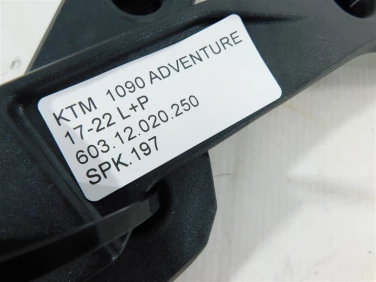 KTM 1090 ADVENTURE
17-22 L+P
603.12.020.250
SPK.197